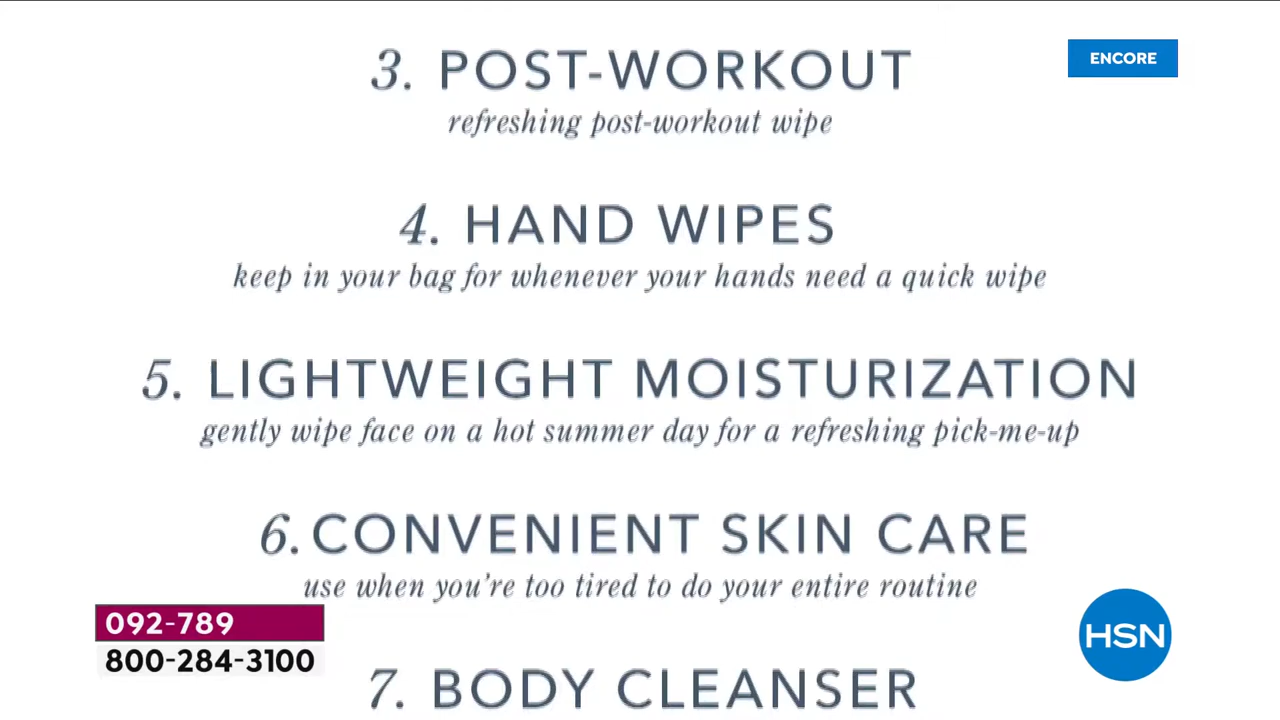 3. POST-WORKOUT
ENCORE
refreshing post-workout wipe
4. HAND WIPES
keep in your bag for whenever your hands need a quick wipe
5. LIGHTWEIGHT MOISTURIZATION
gently wipe face on a hot summer day for a refreshing pick-me-up
6. CONVENIENT SKIN CARE
use when you're too tired to do your entire routine
092-789
800-284-3100
HSN
7. BODY CLEANSER